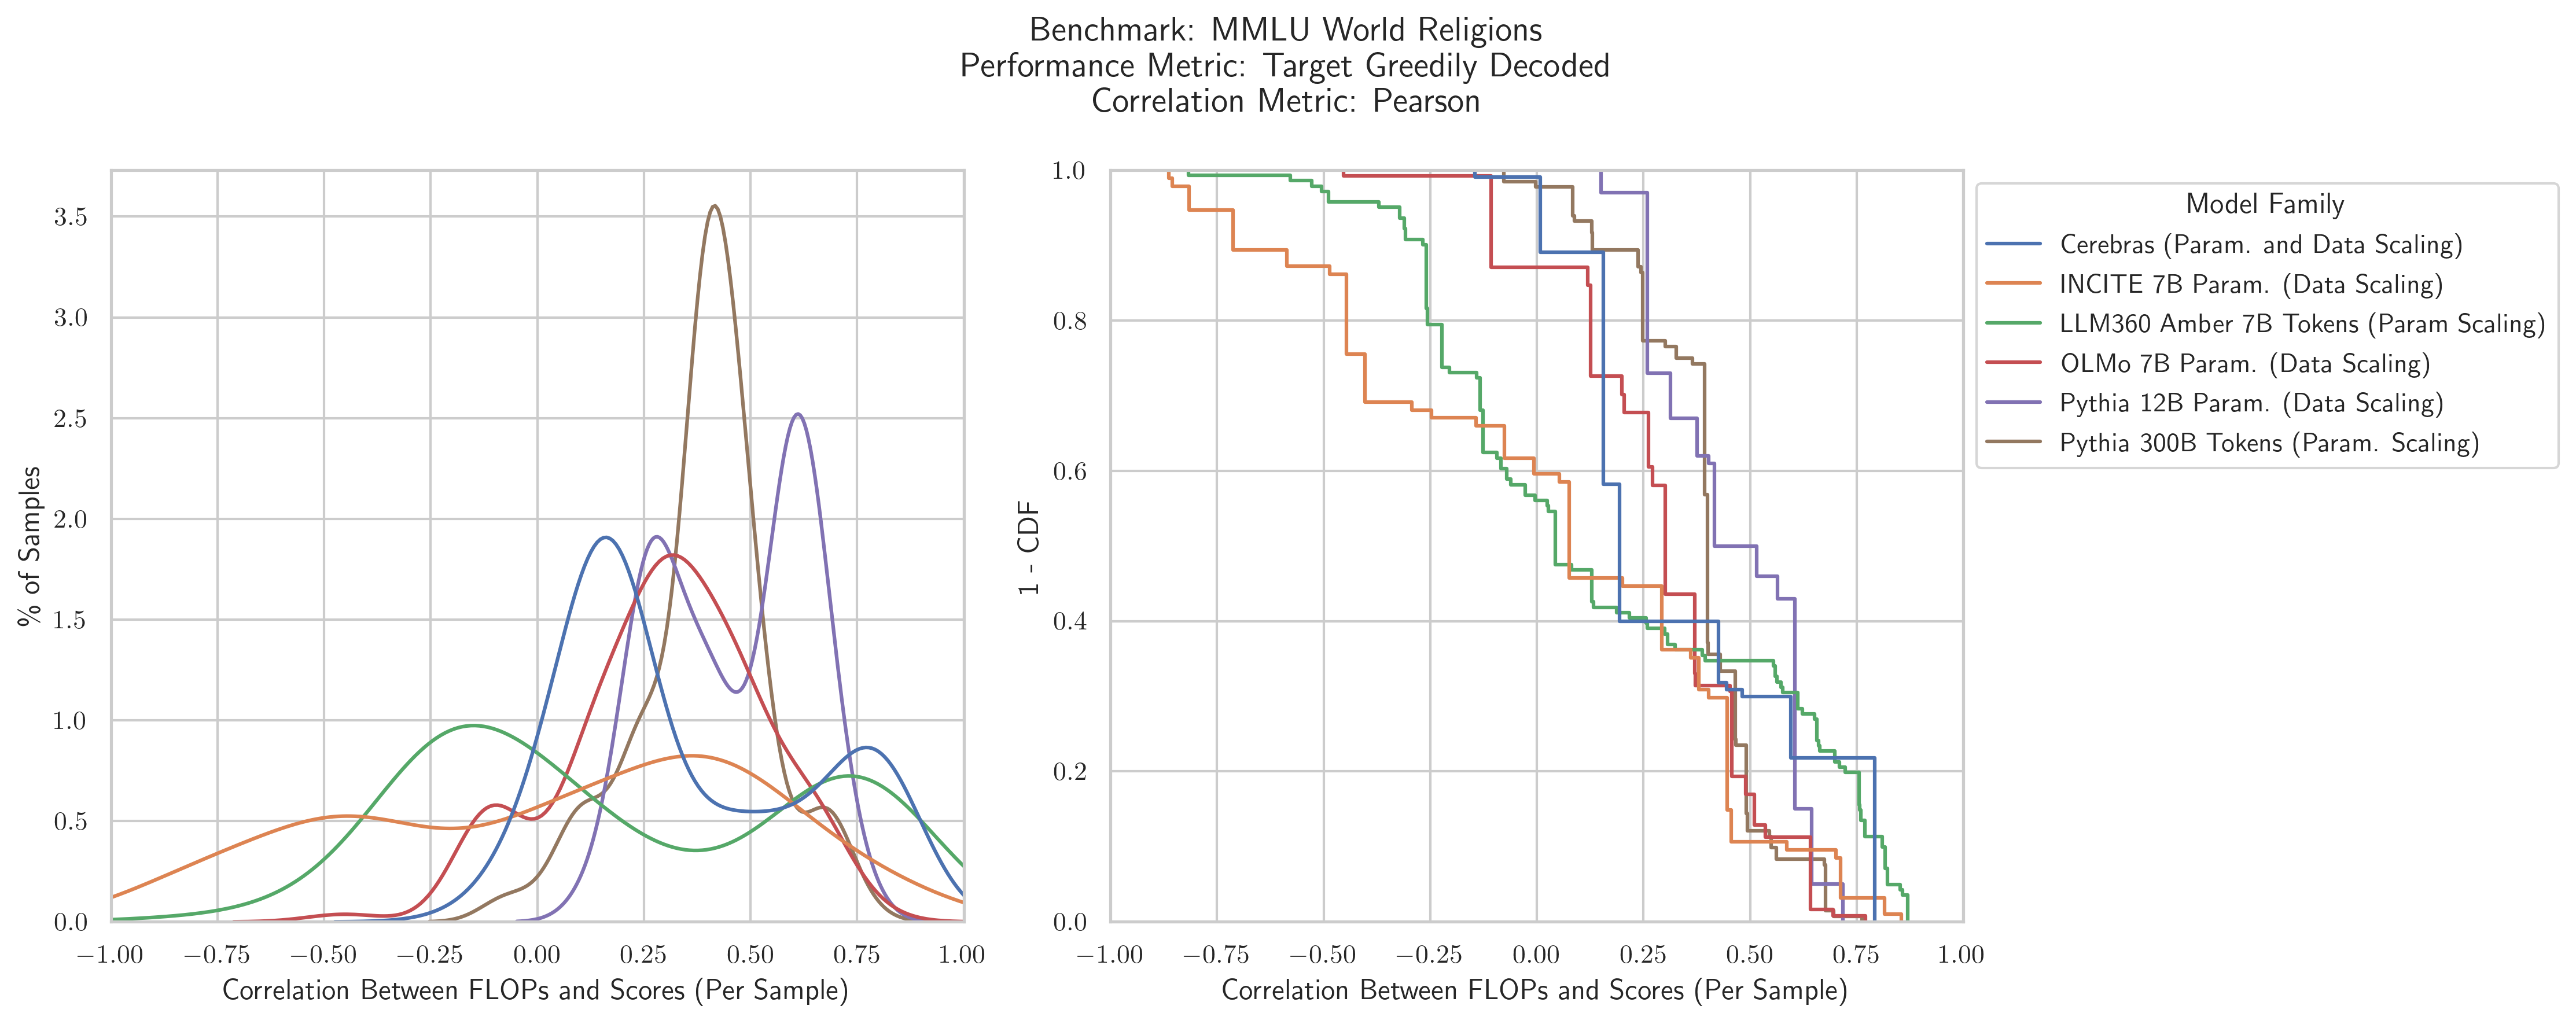 Benchmark: MMLU World Religions
Performance Metric: Target Greedily Decoded
Correlation Metric: Pearson
% of Samples
3.5
3.0
2.5
2.0
1.5
1.0
0.5
0.0
−1.00 −0.75 −0.50 −0.25 0.00 0.25 0.50 0.75 1.00
Correlation Between FLOPs and Scores (Per Sample)
1 - CDF
1.0
0.8
0.6
0.4
0.2
0.0
−1.00 −0.75 −0.50 −0.25 0.00 0.25 0.50 0.75 1.00
Correlation Between FLOPs and Scores (Per Sample)
Model Family
Cerebras (Param. and Data Scaling)
INCITE 7B Param. (Data Scaling)
LLM360 Amber 7B Tokens (Param Scaling)
OLMo 7B Param. (Data Scaling)
Pythia 12B Param. (Data Scaling)
Pythia 300B Tokens (Param. Scaling)